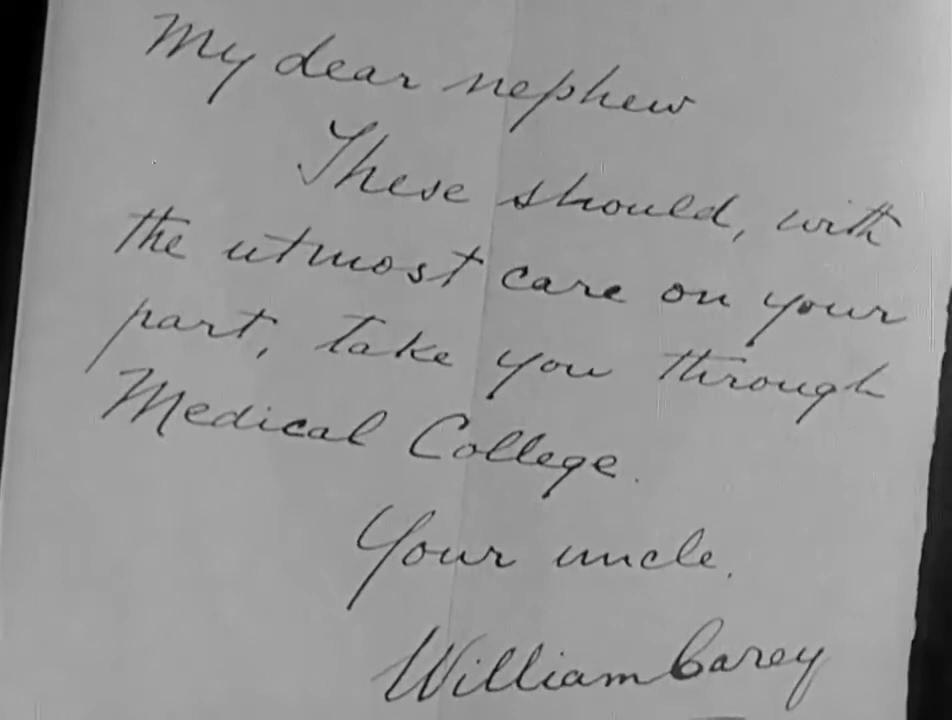 My dear nephew
These should, with
the utmost care on your
part, take you through
Medical College.
Your uncle.
William Carey